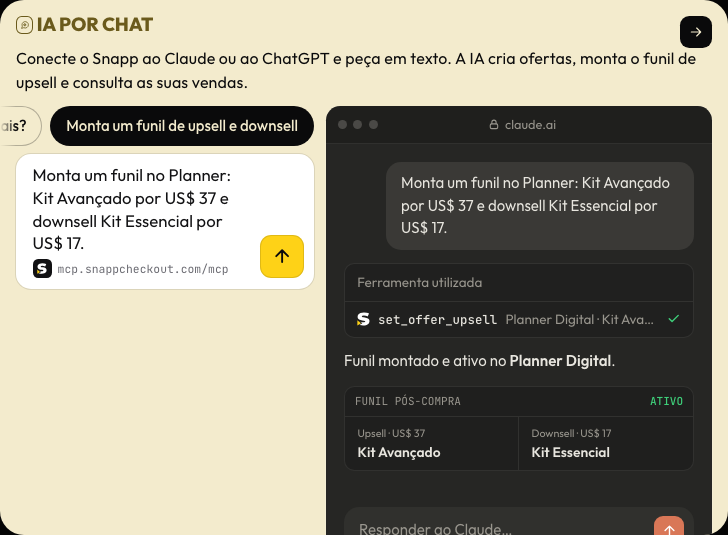 IA POR CHAT
Conecte o Snapp ao Claude ou ao ChatGPT e peça em texto. A IA cria ofertas, monta o funil de
upsell e consulta as suas vendas.
ais?
Monta um funil de upsell e downsell
Monta um funil no Planner:
Kit Avançado por US$ 37 e
downsell Kit Essencial por
US$ 17.
S mcp.snappcheckout.com/mcp
claude.ai
Monta um funil no Planner: Kit Avançado
por US$ 37 e downsell Kit Essencial por
US$ 17.
Ferramenta utilizada
S set_offer_upsell Planner Digital · Kit Ava...
Funil montado e ativo no Planner Digital.
FUNIL PÓS-COMPRA ATIVO
Upsell · US$ 37
Kit Avançado
Downsell · US$ 17
Kit Essencial
Responder ao Claude...